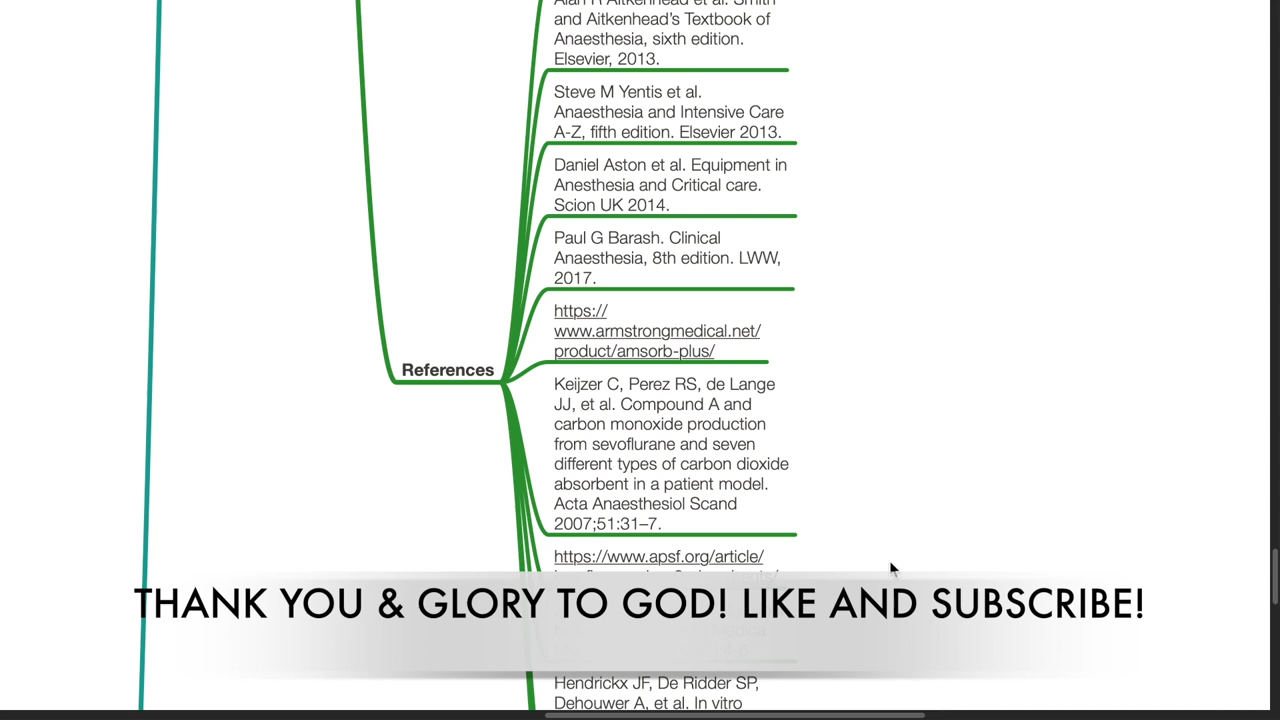 Alan R Aitkenhead et al. Smith
and Aitkenhead's Textbook of
Anaesthesia, sixth edition.
Elsevier, 2013.
Steve M Yentis et al.
Anaesthesia and Intensive Care
A-Z, fifth edition. Elsevier 2013.
Daniel Aston et al. Equipment in
Anesthesia and Critical care.
Scion UK 2014.
Paul G Barash. Clinical
Anaesthesia, 8th edition. LWW,
2017.
https://
www.armstrongmedical.net/
product/amsorb-plus/
References
Keijzer C, Perez RS, de Lange
JJ, et al. Compound A and
carbon monoxide production
from sevoflurane and seven
different types of carbon dioxide
absorbent in a patient model.
Acta Anaesthesiol Scand
2007;51:31–7.
https://www.apsf.org/article/
THANK YOU & GLORY TO GOD! LIKE AND SUBSCRIBE!
Hendrickx JF, De Ridder SP,
Dehouwer A, et al. In vitro